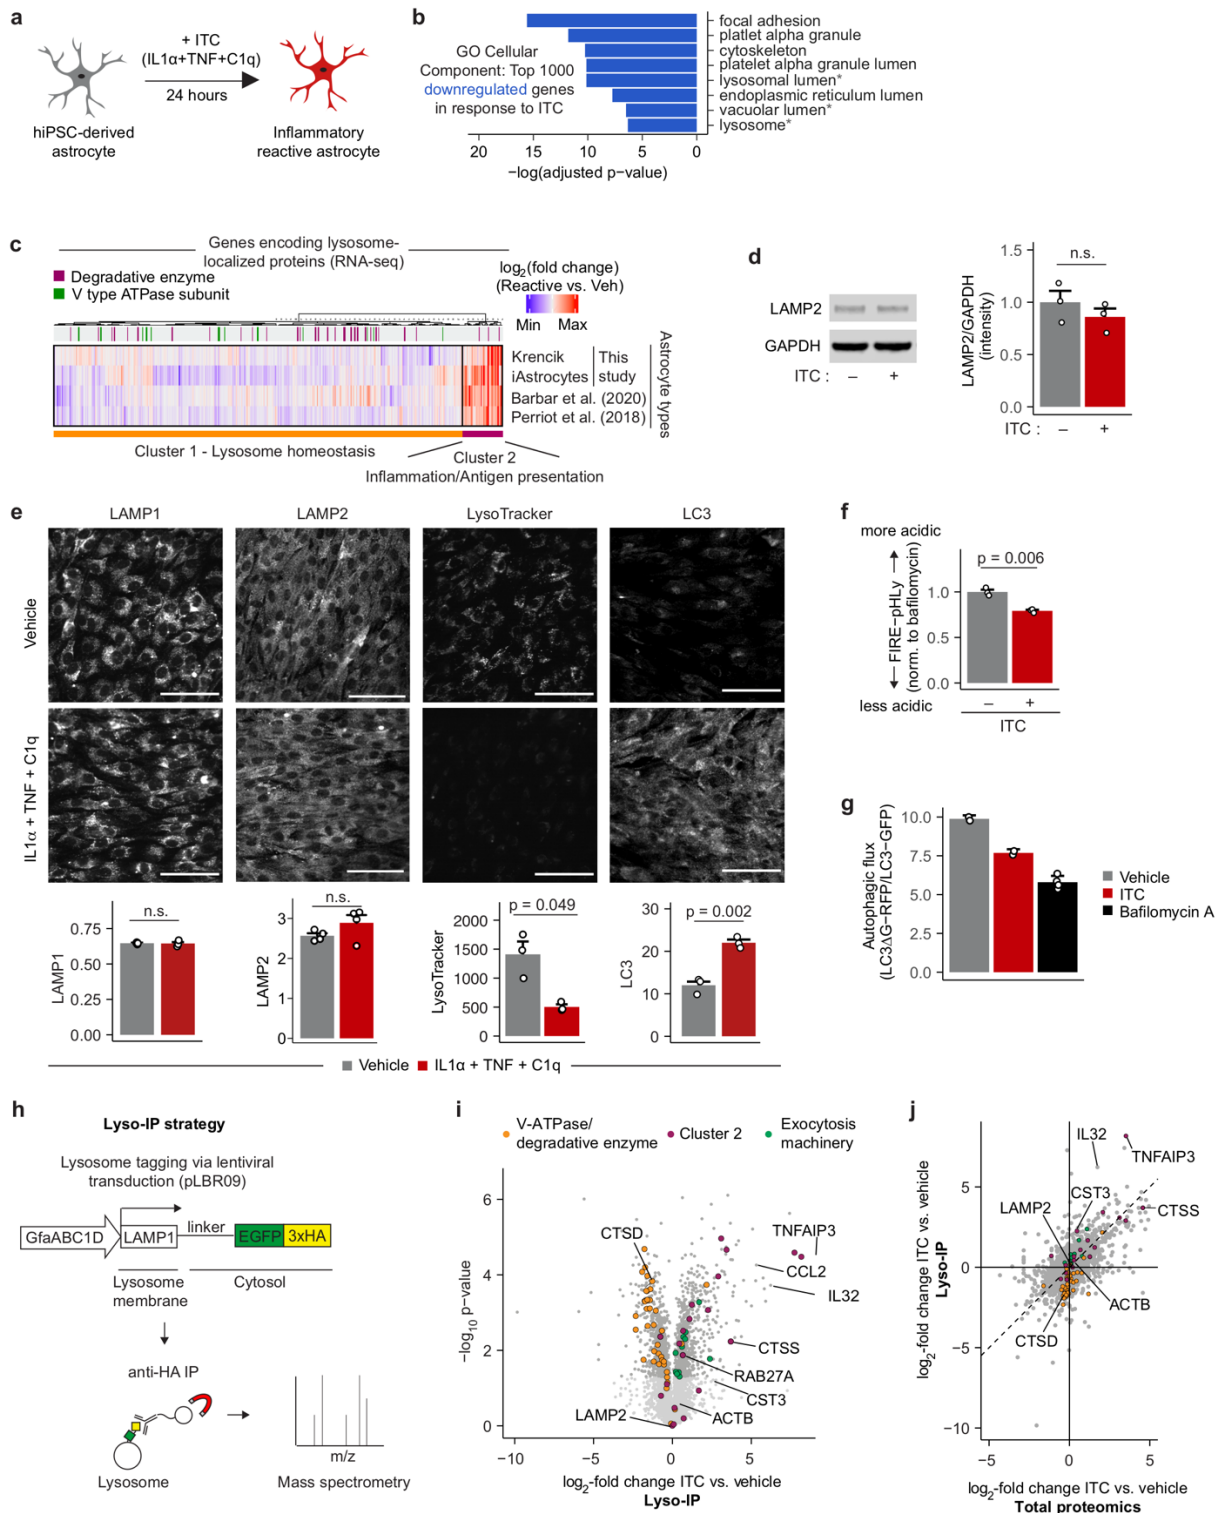 a
+ ITC
(IL1α+TNF+C1q)
24 hours
hiPSC-derived
astrocyte
Inflammatory
reactive astrocyte
b
GO Cellular
Component: Top 1000
downregulated genes
in response to ITC
focal adhesion
platlet alpha granule
cytoskeleton
platelet alpha granule lumen
lysosomal lumen*
endoplasmic reticulum lumen
vacuolar lumen*
lysosome*
20 15 10 5 0
−log(adjusted p-value)
c
Genes encoding lysosome-
localized proteins (RNA-seq)
Degradative enzyme
V type ATPase subunit
log2(fold change)
(Reactive vs. Veh)
Min Max
Krencik
iAstrocytes
This
study
Barbar et al. (2020)
Perriot et al. (2018)
Astrocyte types
Cluster 1 - Lysosome homeostasis
Cluster 2
Inflammation/Antigen presentation
d
LAMP2
GAPDH
ITC : – +
LAMP2/GAPDH
(intensity)
1.5
1.0
0.5
0.0
n.s.
ITC : – +
e
LAMP1 LAMP2 LysoTracker LC3
Vehicle
IL1α + TNF + C1q
LAMP1
0.75
0.50
0.25
0.00
n.s.
LAMP2
3
2
1
0
n.s.
LysoTracker
2000
1500
1000
500
0
p = 0.049
LC3
30
20
10
0
p = 0.002
Vehicle IL1α + TNF + C1q
f
more acidic
FIRE−pHLy
(norm. to bafilomycin)
less acidic
1.0
0.5
0.0
p = 0.006
– +
ITC
g
Autophagic flux
(LC3ΔG−RFP/LC3−GFP)
10.0
7.5
5.0
2.5
0.0
Vehicle
ITC
Bafilomycin A
h
Lyso-IP strategy
Lysosome tagging via lentiviral
transduction (pLBR09)
GfaABC1D LAMP1 linker EGFP 3xHA
Lysosome
membrane
Cytosol
anti-HA IP
Lysosome
m/z
Mass spectrometry
i
V-ATPase/
degradative enzyme
Cluster 2
Exocytosis
machinery
−log10 p−value
6
4
2
0
CTSD
TNFAIP3
CCL2
IL32
CTSS
RAB27A
CST3
LAMP2
ACTB
−10 −5 0 5
log2-fold change ITC vs. vehicle
Lyso-IP
j
log2-fold change ITC vs. vehicle
Lyso-IP
5
0
−5
−10
IL32
TNFAIP3
LAMP2
CST3
CTSS
ACTB
CTSD
−5 0 5
log2-fold change ITC vs. vehicle
Total proteomics